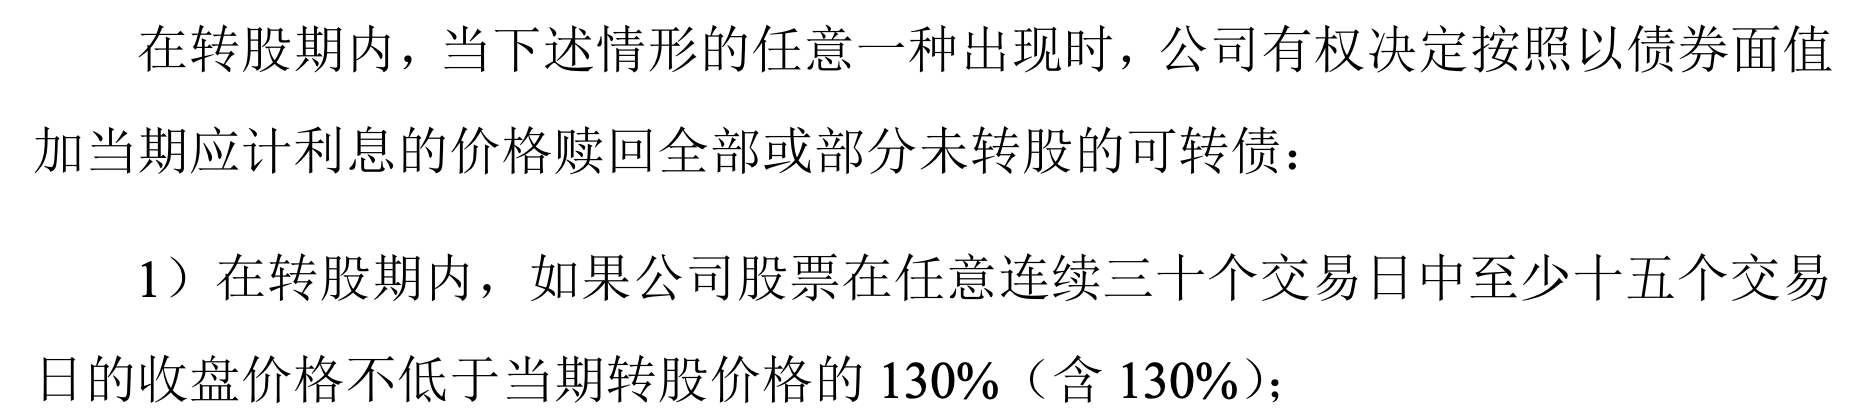 在转股期内，当下述情形的任意一种出现时，公司有权决定按照以债券面值
加当期应计利息的价格赎回全部或部分未转股的可转债：
1）在转股期内，如果公司股票在任意连续三十个交易日中至少十五个交易
日的收盘价格不低于当期转股价格的 130%（含 130%）；